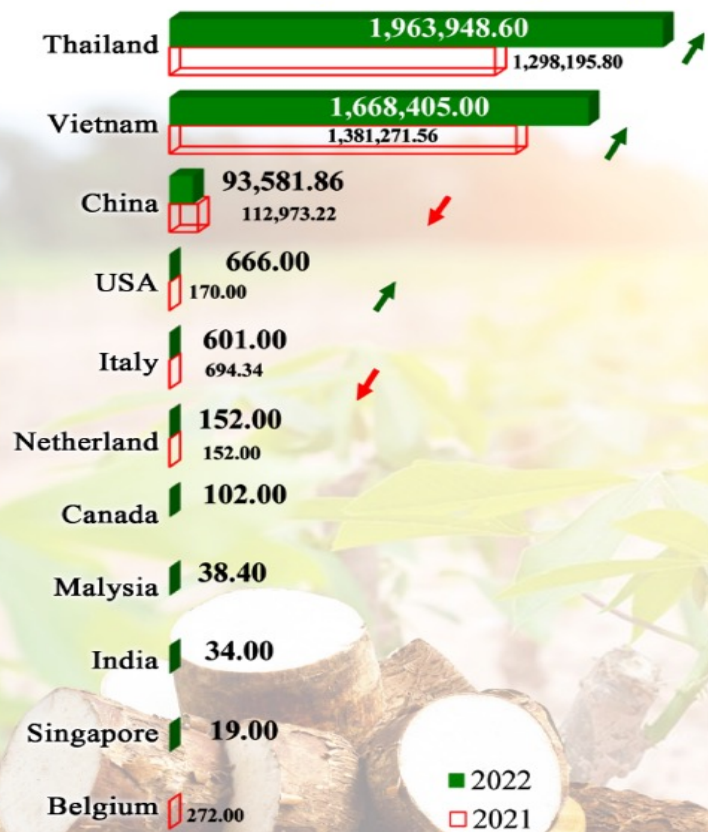 Thailand
1,963,948.60
1,298,195.80
Vietnam
1,668,405.00
1,381,271.56
China
93,581.86
112,973.22
USA
666.00
170.00
Italy
601.00
694.34
Netherland
152.00
152.00
Canada
102.00
Malysia
38.40
India
34.00
Singapore
19.00
Belgium
272.00
2022
2021